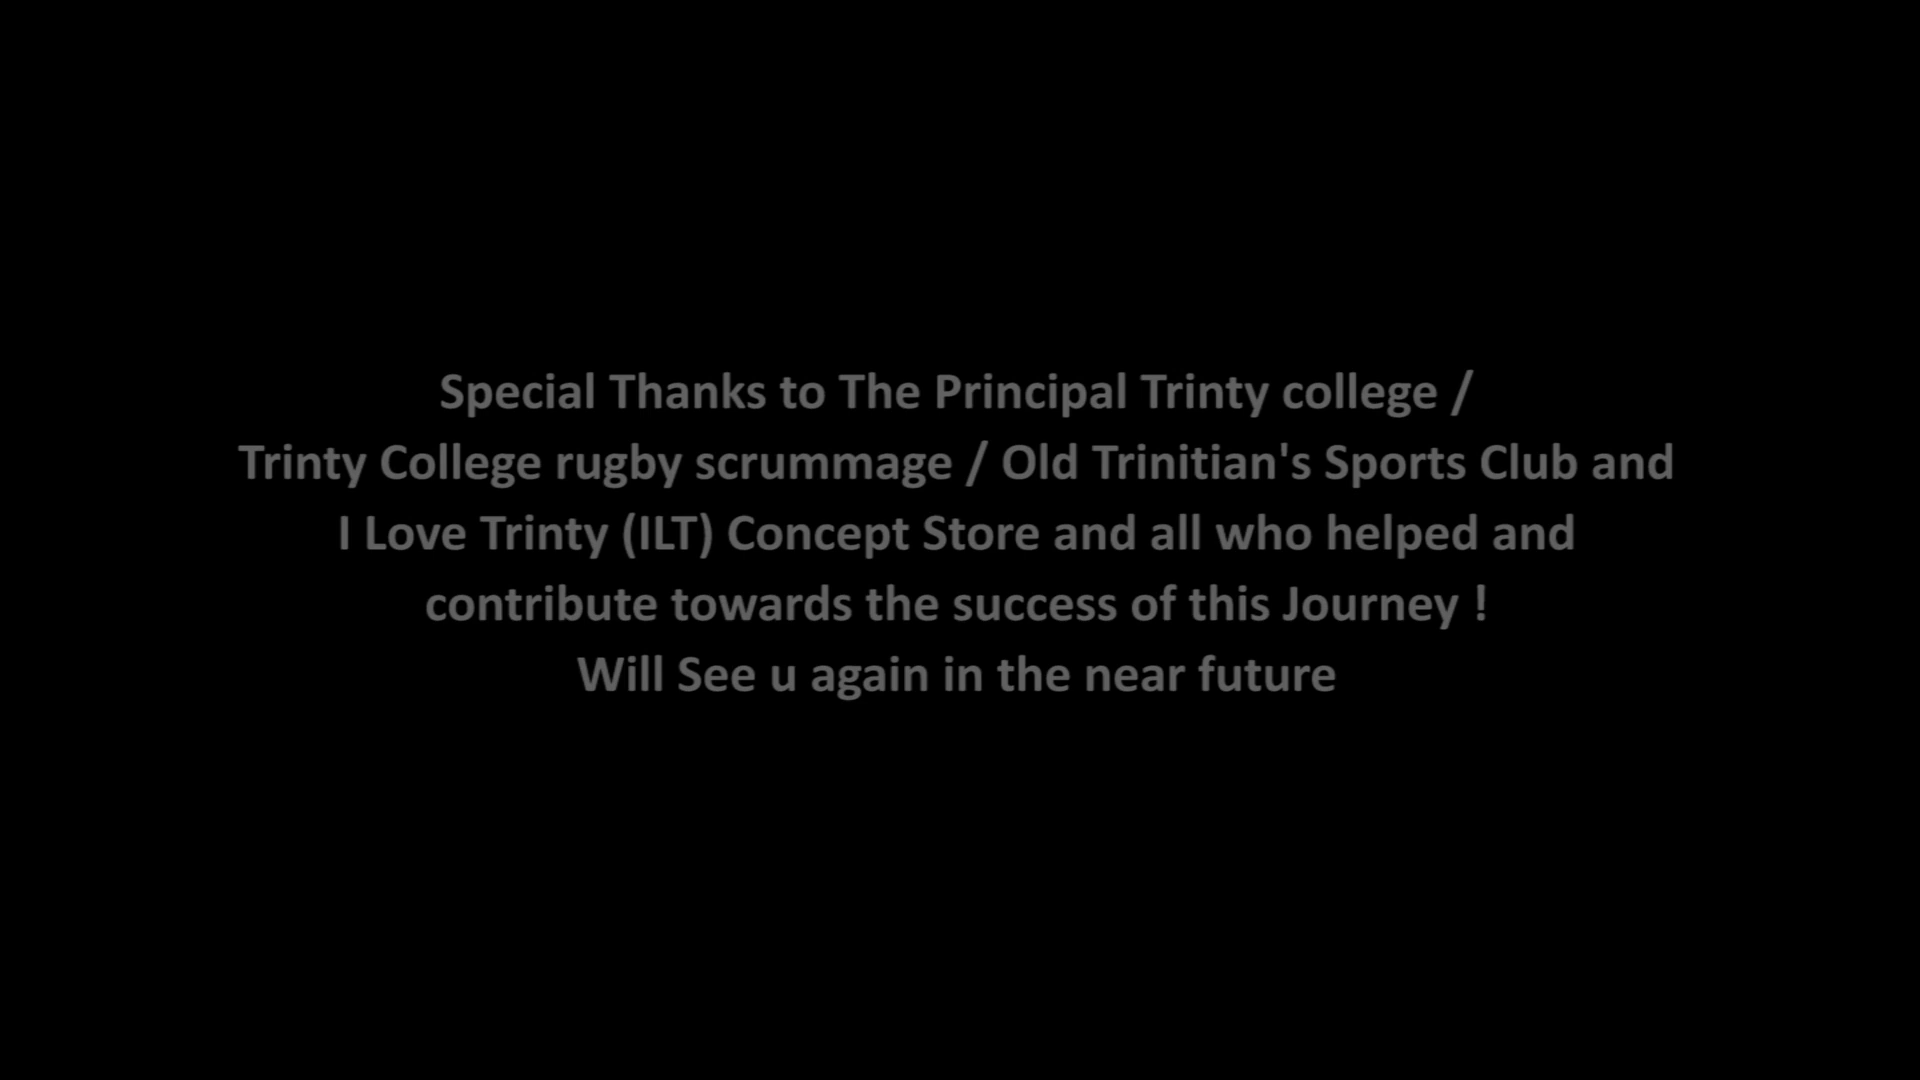 Special Thanks to The Principal Trinty college /
Trinty College rugby scrummage / Old Trinitian's Sports Club and
I Love Trinty (ILT) Concept Store and all who helped and
contribute towards the success of this Journey !
Will See u again in the near future